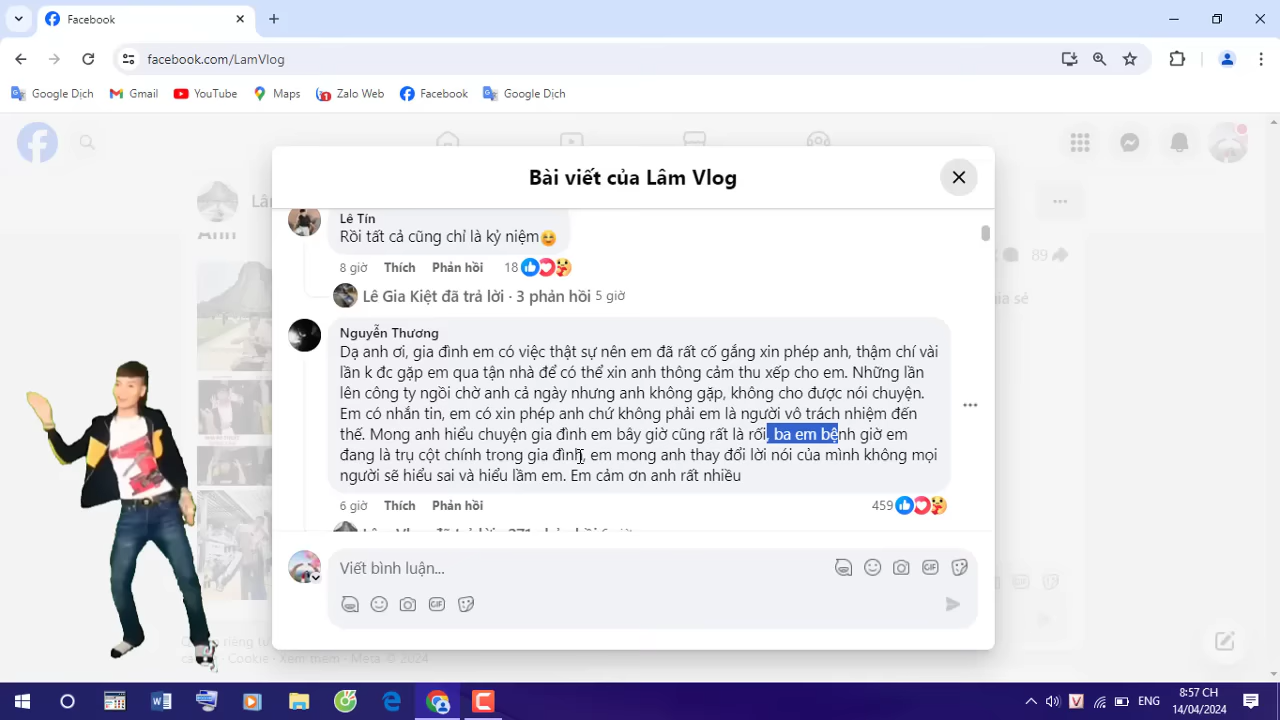 Facebook
facebook.com/LamVlog
Google Dịch
Gmail
YouTube
Maps
Zalo Web
Facebook
Google Dịch
Bài viết của Lâm Vlog
89
Lê Tín
Rồi tất cả cũng chỉ là kỷ niệm
8 giờ Thích Phản hồi 18
Lê Gia Kiệt đã trả lời · 3 phản hồi 5 giờ
Nguyễn Thương
Dạ anh ơi, gia đình em có việc thật sự nên em đã rất cố gắng xin phép anh, thậm chí vài
lần k đc gặp em qua tận nhà để có thể xin anh thông cảm thu xếp cho em. Những lần
lên công ty ngồi chờ anh cả ngày nhưng anh không gặp, không cho được nói chuyện.
Em có nhắn tin, em có xin phép anh chứ không phải em là người vô trách nhiệm đến
thế. Mong anh hiểu chuyện gia đình em bây giờ cũng rất là rối, ba em bệnh giờ em
đang là trụ cột chính trong gia đình, em mong anh thay đổi lời nói của mình không mọi
người sẽ hiểu sai và hiểu lầm em. Em cảm ơn anh rất nhiều
6 giờ Thích Phản hồi 459
Viết bình luận...
GIF
GIF
Cookie · Xem thêm · Meta © 2024
ENG
8:57 CH
14/04/2024